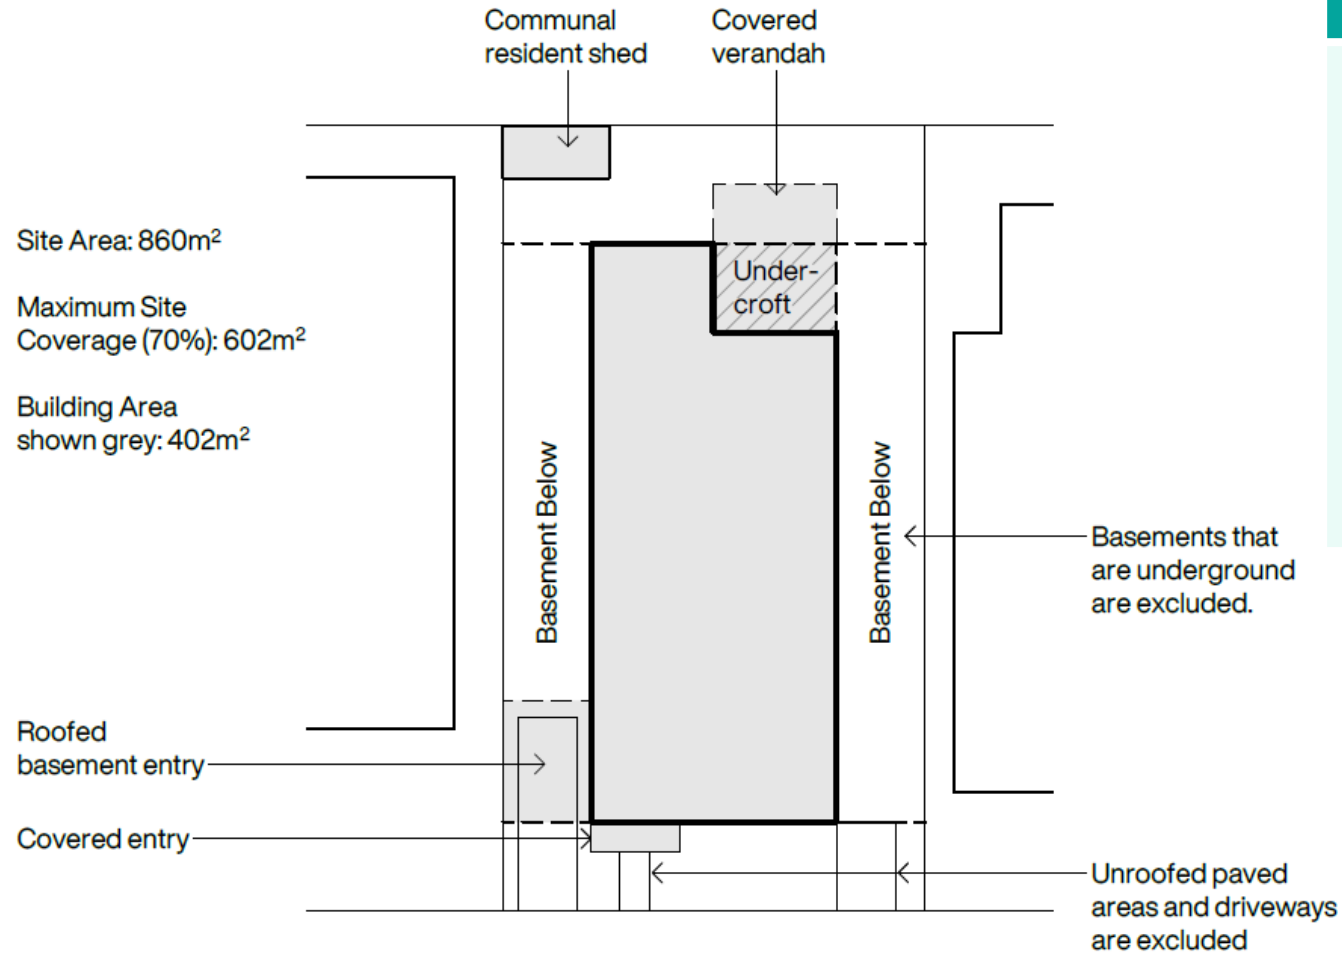 Communal
resident shed
Covered
verandah
Site Area: 860m²
Maximum Site
Coverage (70%): 602m²
Building Area
shown grey: 402m²
Under-
croft
Basement Below
Basement Below
Basements that
are underground
are excluded.
Roofed
basement entry
Covered entry
Unroofed paved
areas and driveways
are excluded